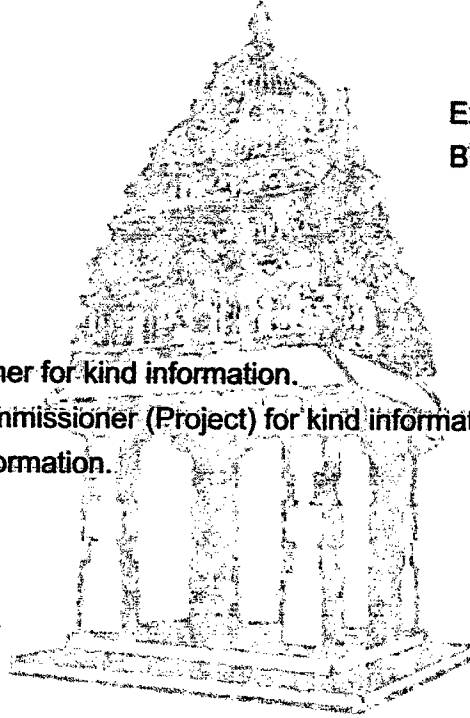 E
B
ner for kind information.
mmissioner (Project) for kind informat
ormation.